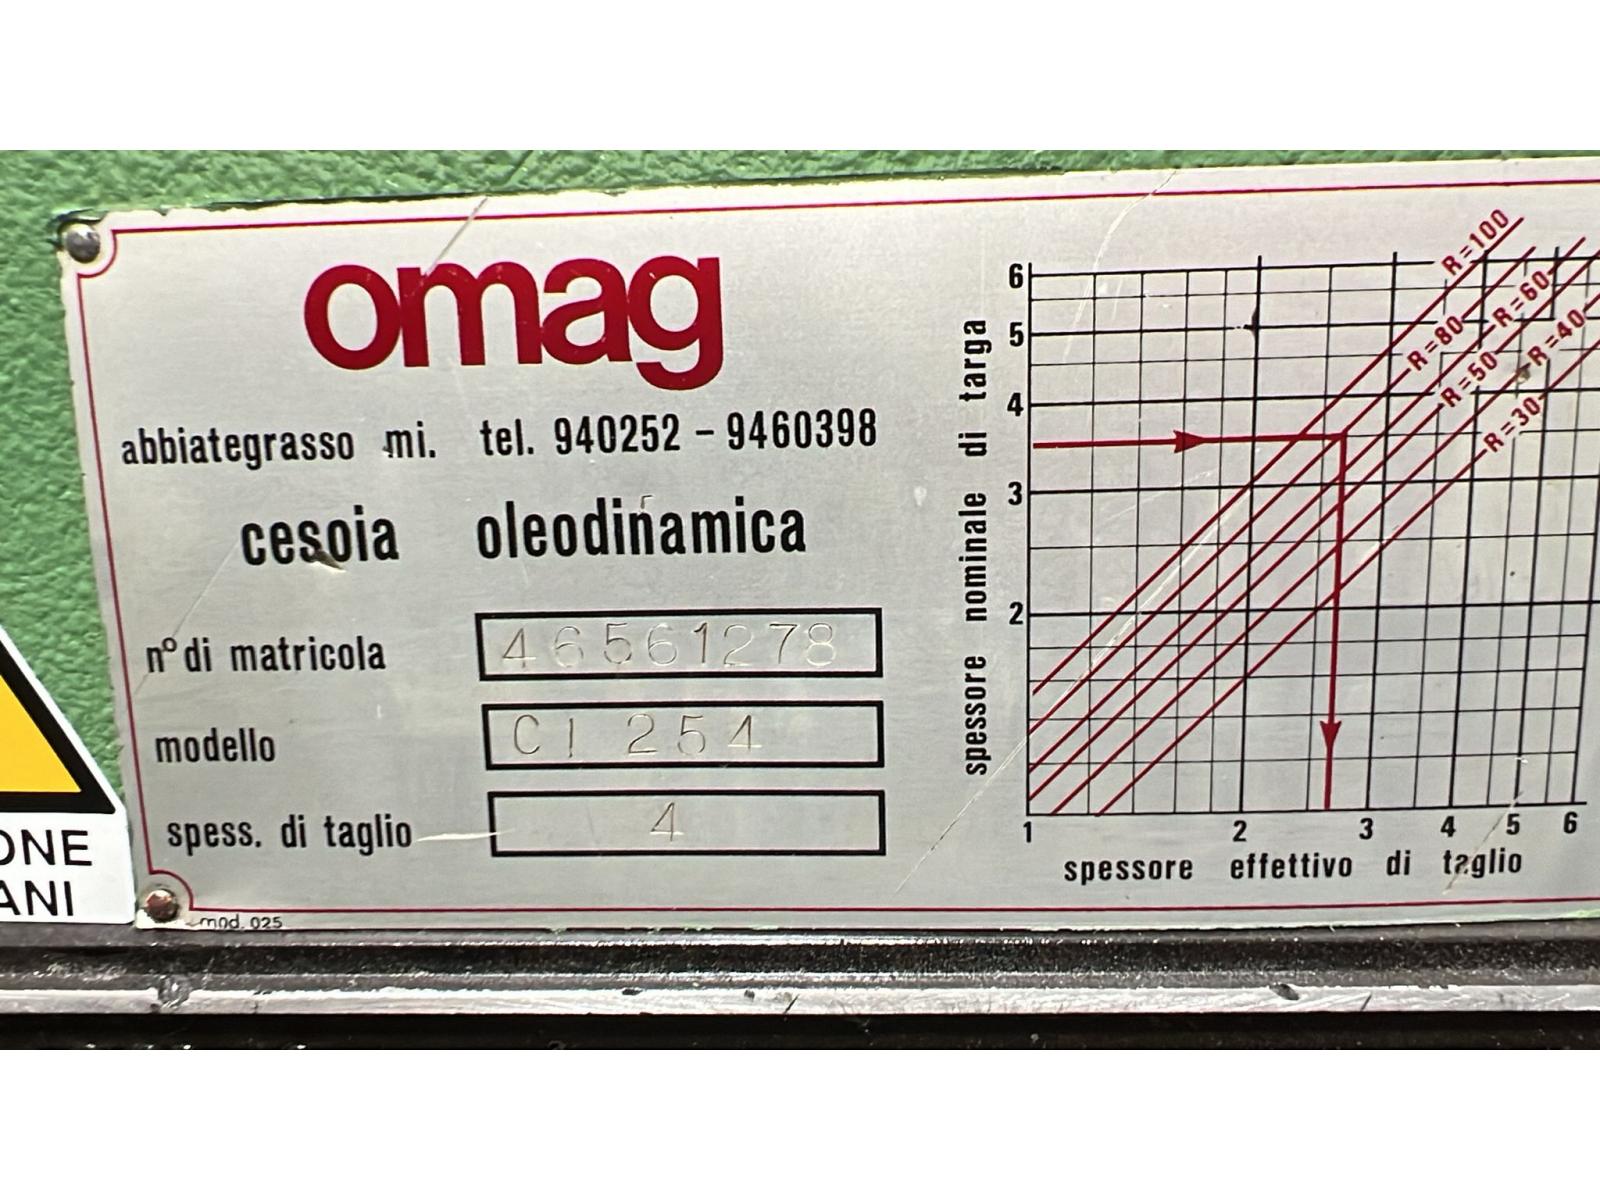 omag
abbiategrasso mi. tel. 940252 - 9460398
cesoia oleodinamica
n° di matricola 46561278
modello CI 254
spess. di taglio 4
mod. 025
ONE
ANI
spessore nominale di targa
6
5
4
3
2
R=100
R=80
R=60
R=50
R=40
R=30
1 2 3 4 5 6
spessore effettivo di taglio